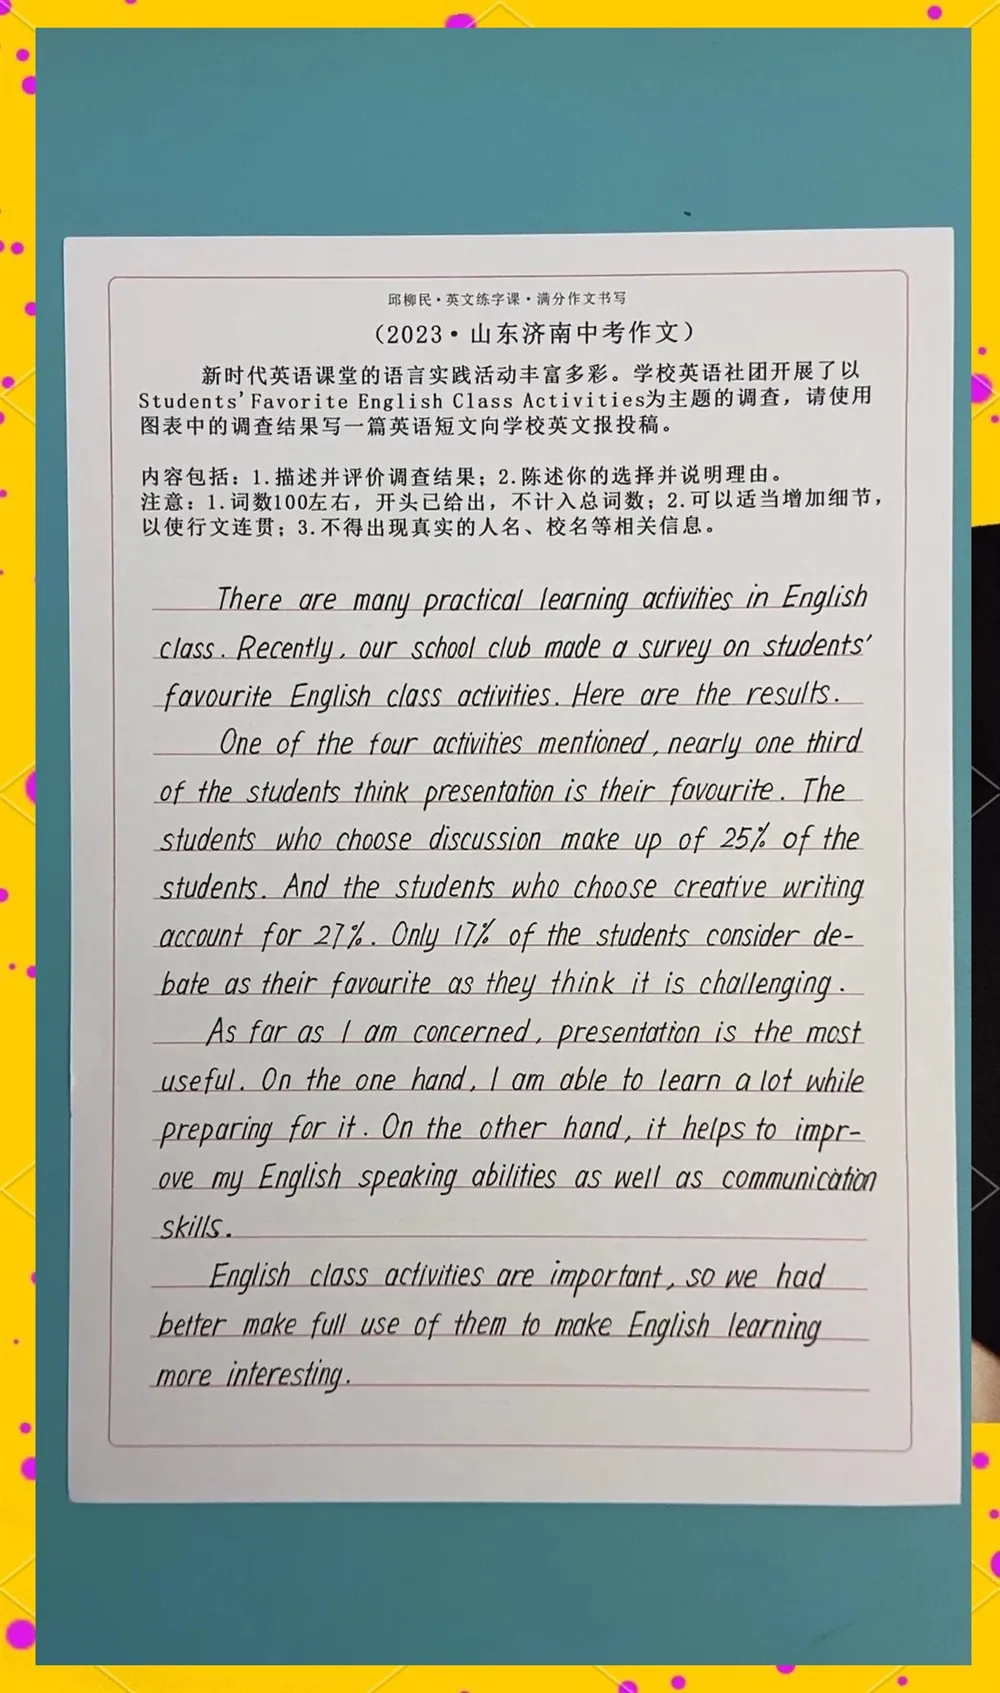 邱柳民·英文练字课·满分作文书写
（2023·山东济南中考作文）
新时代英语课堂的语言实践活动丰富多彩。学校英语社团开展了以
Students'Favorite English Class Activities为主题的调查，请使用
图表中的调查结果写一篇英语短文向学校英文报投稿。
内容包括：1.描述并评价调查结果；2.陈述你的选择并说明理由。
注意：1.词数100左右，开头已给出，不计入总词数；2.可以适当增加细节，
以使行文连贯；3.不得出现真实的人名、校名等相关信息。
There are many practical learning activities in English
class. Recently, our school club made a survey on students'
favourite English class activities. Here are the results.
One of the four activities mentioned, nearly one third
of the students think presentation is their favourite. The
students who choose discussion make up of 25% of the
students. And the students who choose creative writing
account for 27%. Only 17% of the students consider de-
bate as their favourite as they think it is challenging.
As far as I am concerned, presentation is the most
useful. On the one hand, I am able to learn a lot while
preparing for it. On the other hand, it helps to impr-
ove my English speaking abilities as well as communication
skills.
English class activities are important, so we had
better make full use of them to make English learning
more interesting.